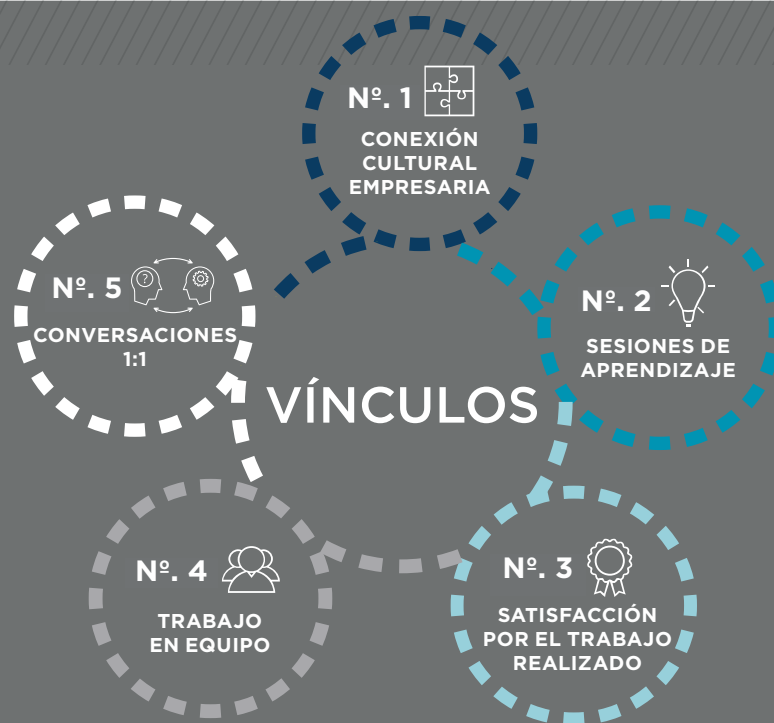 Nº. 1
CONEXIÓN
CULTURAL
EMPRESARIA
Nº. 2
SESIONES DE
APRENDIZAJE
Nº. 3
SATISFACCIÓN
POR EL TRABAJO
REALIZADO
Nº. 4
TRABAJO
EN EQUIPO
Nº. 5
?
CONVERSACIONES
1:1
VÍNCULOS